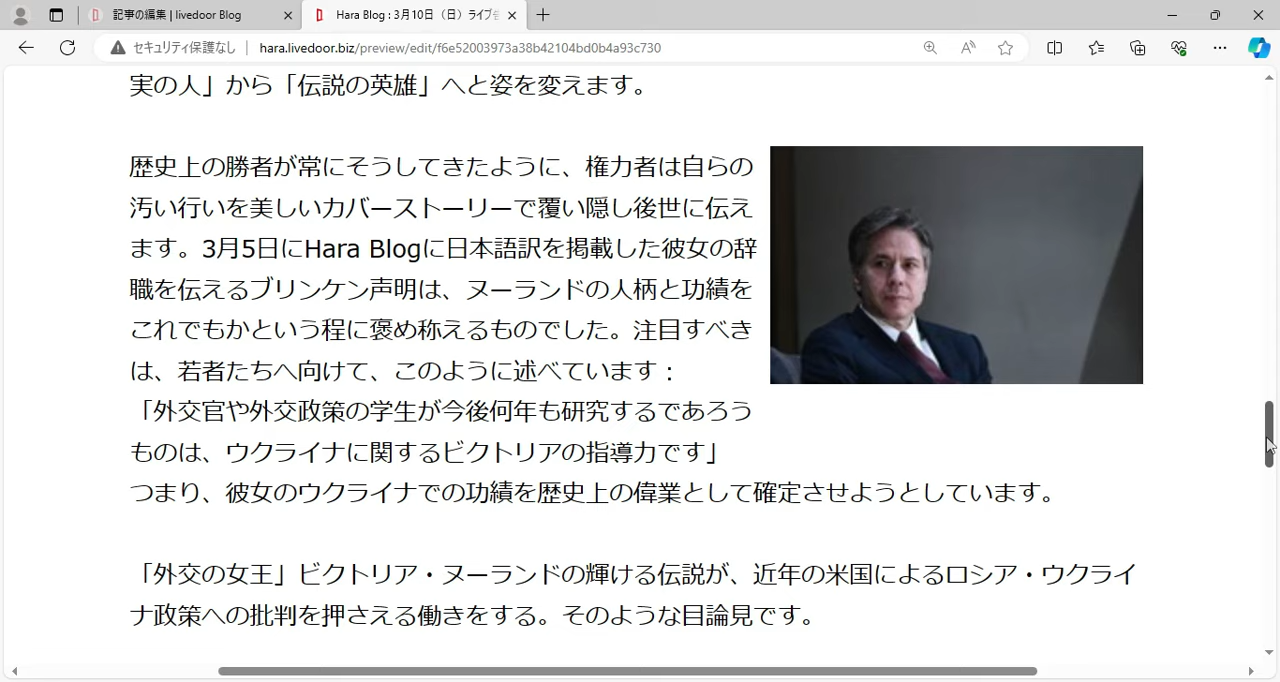 記事の編集 | livedoor Blog
Hara Blog : 3月10日（日）ライブ
セキュリティ保護なし
hara.livedoor.biz/preview/edit/f6e52003973a38b42104bd0b4a93c730
実の人」から「伝説の英雄」へと姿を変えます。
歴史上の勝者が常にそうしてきたように、権力者は自らの
汚い行いを美しいカバーストーリーで覆い隠し後世に伝え
ます。3月5日にHara Blogに日本語訳を掲載した彼女の辞
職を伝えるブリンケン声明は、ヌーランドの人柄と功績を
これでもかという程に褒め称えるものでした。注目すべき
は、若者たちへ向けて、このように述べています：
「外交官や外交政策の学生が今後何年も研究するであろう
ものは、ウクライナに関するビクトリアの指導力です」
つまり、彼女のウクライナでの功績を歴史上の偉業として確定させようとしています。
「外交の女王」ビクトリア・ヌーランドの輝ける伝説が、近年の米国によるロシア・ウクライ
ナ政策への批判を押さえる働きをする。そのような目論見です。